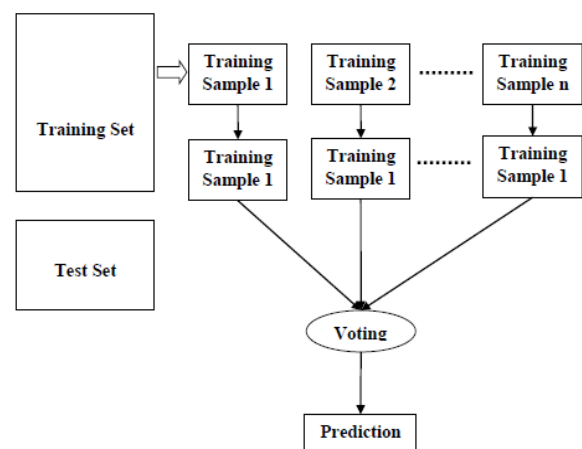 Training
Sample 1
Training
Sample 2
.........
Training
Sample n
Training Set
Training
Sample 1
Training
Sample 1
.........
Training
Sample 1
Test Set
Voting
Prediction